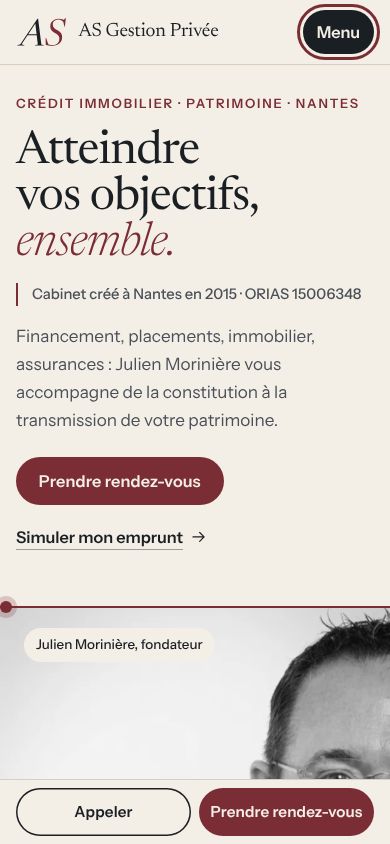 AS AS Gestion Privée
Menu
CRÉDIT IMMOBILIER · PATRIMOINE · NANTES
Atteindre
vos objectifs,
ensemble.
Cabinet créé à Nantes en 2015 · ORIAS 15006348
Financement, placements, immobilier,
assurances : Julien Morinière vous
accompagne de la constitution à la
transmission de votre patrimoine.
Prendre rendez-vous
Simuler mon emprunt →
Julien Morinière, fondateur
Appeler
Prendre rendez-vous